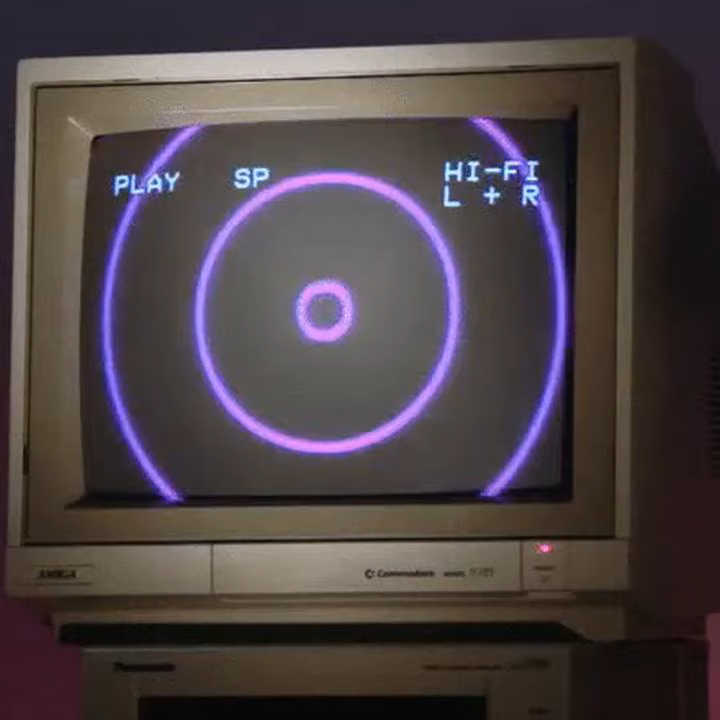 PLAY SP HI-FI
L + R
AMIGA
Commodore
Panasonic